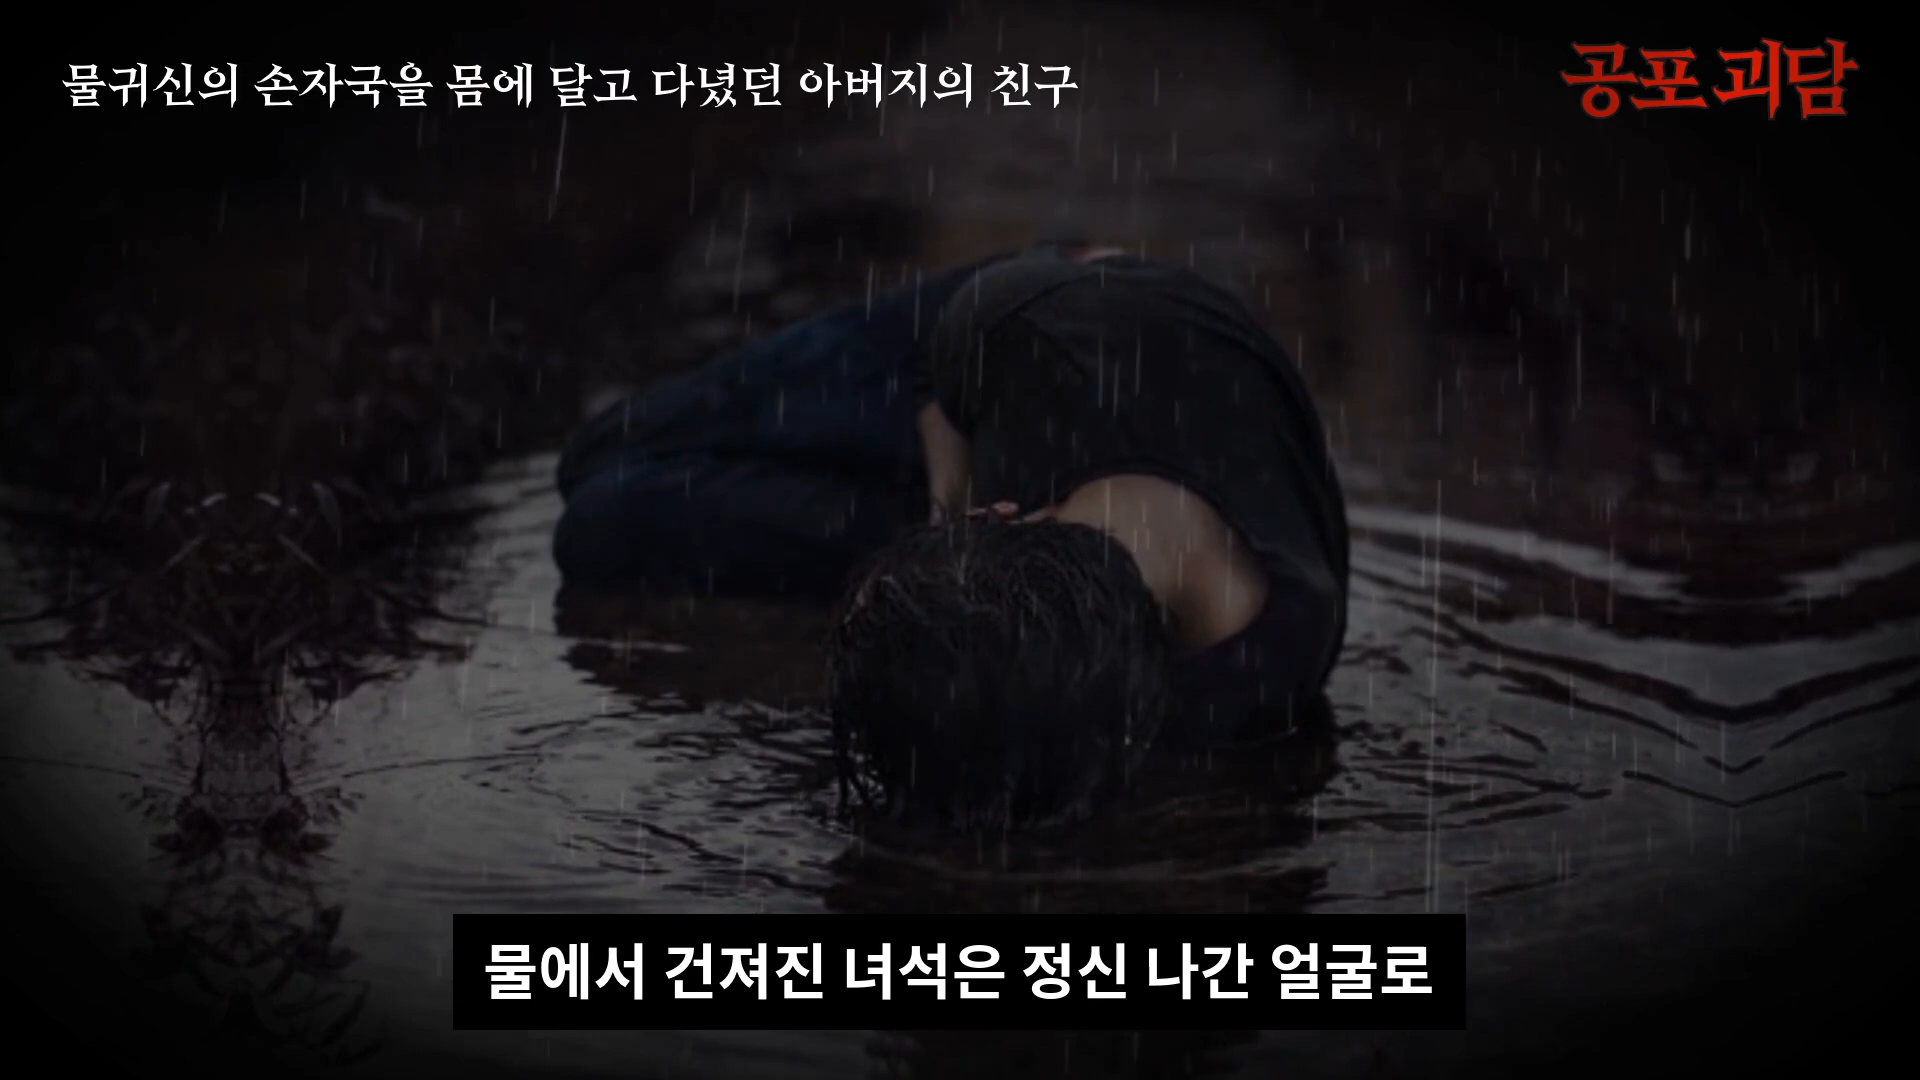 물귀신의 손자국을 몸에 달고 다녔던 아버지의 친구
공포괴담
물에서 건져진 녀석은 정신 나간 얼굴로